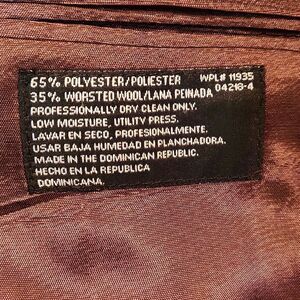 65% POLYESTER/POLIESTER WPL# 11935
35% WORSTED WOOL/LANA PEINADA 04218-4
PROFESSIONALLY DRY CLEAN ONLY.
LOW MOISTURE, UTILITY PRESS.
LAVAR EN SECO, PROFESIONALMENTE.
USAR BAJA HUMEDAD EN PLANCHADORA.
MADE IN THE DOMINICAN REPUBLIC.
HECHO EN LA REPUBLICA
DOMINICANA.